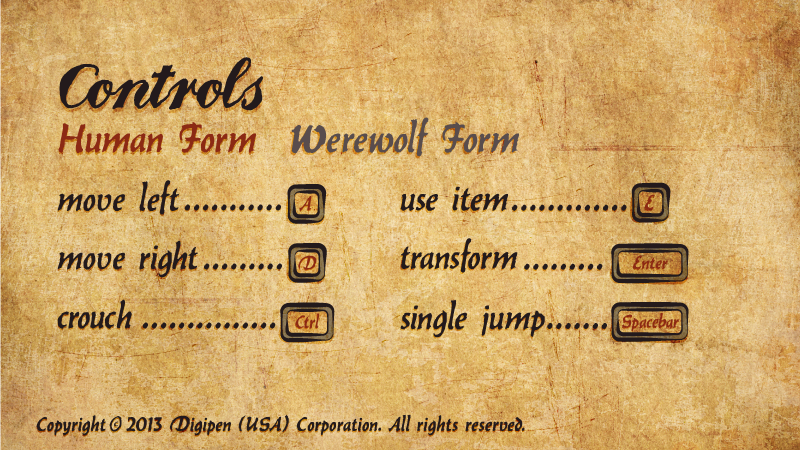 Controls
Human Form Werewolf Form
move left........... A use item............. E
move right......... D transform ......... Enter
crouch .............. Ctrl single jump....... Spacebar
Copyright © 2013 Digipen (USA) Corporation. All rights reserved.